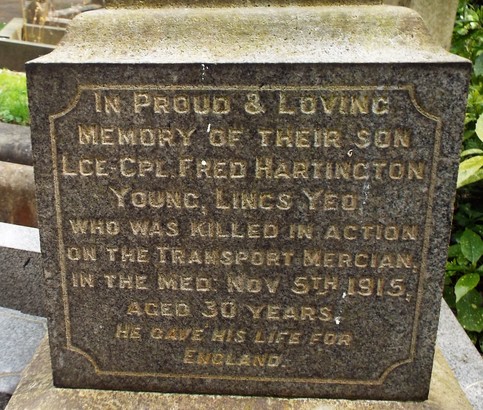 IN PROUD & LOVING
MEMORY OF THEIR SON
LCE-CPL. FRED HARTINGTON
YOUNG, LINCS YEO
WHO WAS KILLED IN ACTION
ON THE TRANSPORT MERCIAN,
IN THE MED: NOV 5TH 1915,
AGED 30 YEARS.
HE GAVE HIS LIFE FOR
ENGLAND.